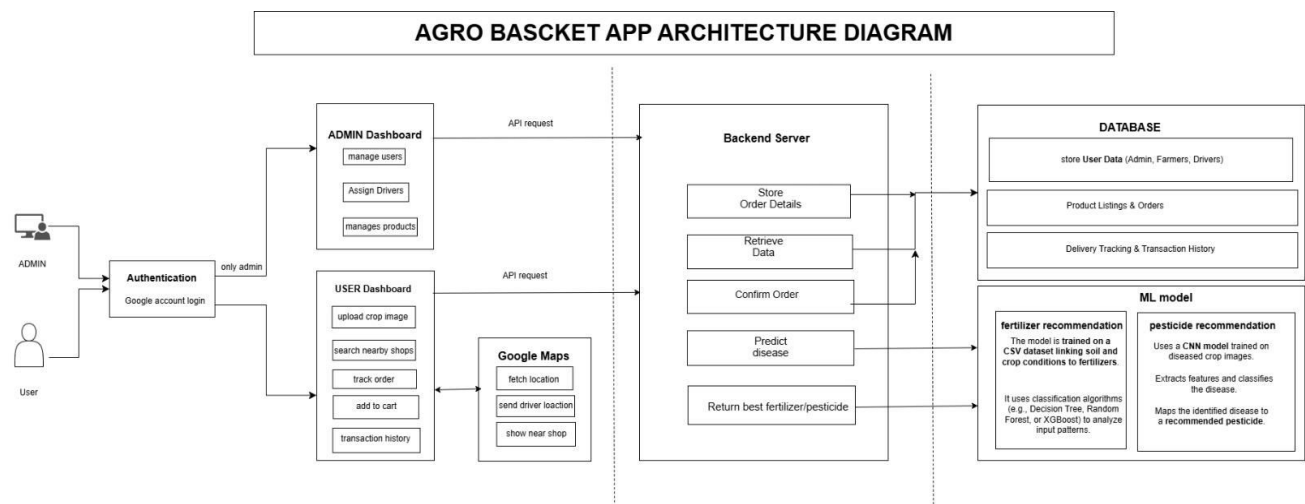 AGRO BASCKET APP ARCHITECTURE DIAGRAM
ADMIN
User
Authentication
Google account login
only admin
ADMIN Dashboard
manage users
Assign Drivers
manages products
USER Dashboard
upload crop image
search nearby shops
track order
add to cart
transaction history
Google Maps
fetch location
send driver loaction
show near shop
API request
API request
Backend Server
Store
Order Details
Retrieve
Data
Confirm Order
Predict
disease
Return best fertilizer/pesticide
DATABASE
store User Data (Admin, Farmers, Drivers)
Product Listings & Orders
Delivery Tracking & Transaction History
ML model
fertilizer recommendation
The model is trained on a
CSV dataset linking soil and
crop conditions to fertilizers.
It uses classification algorithms
(e.g., Decision Tree, Random
Forest, or XGBoost) to analyze
input patterns.
pesticide recommendation
Uses a CNN model trained on
diseased crop images.
Extracts features and classifies
the disease.
Maps the identified disease to
a recommended pesticide.